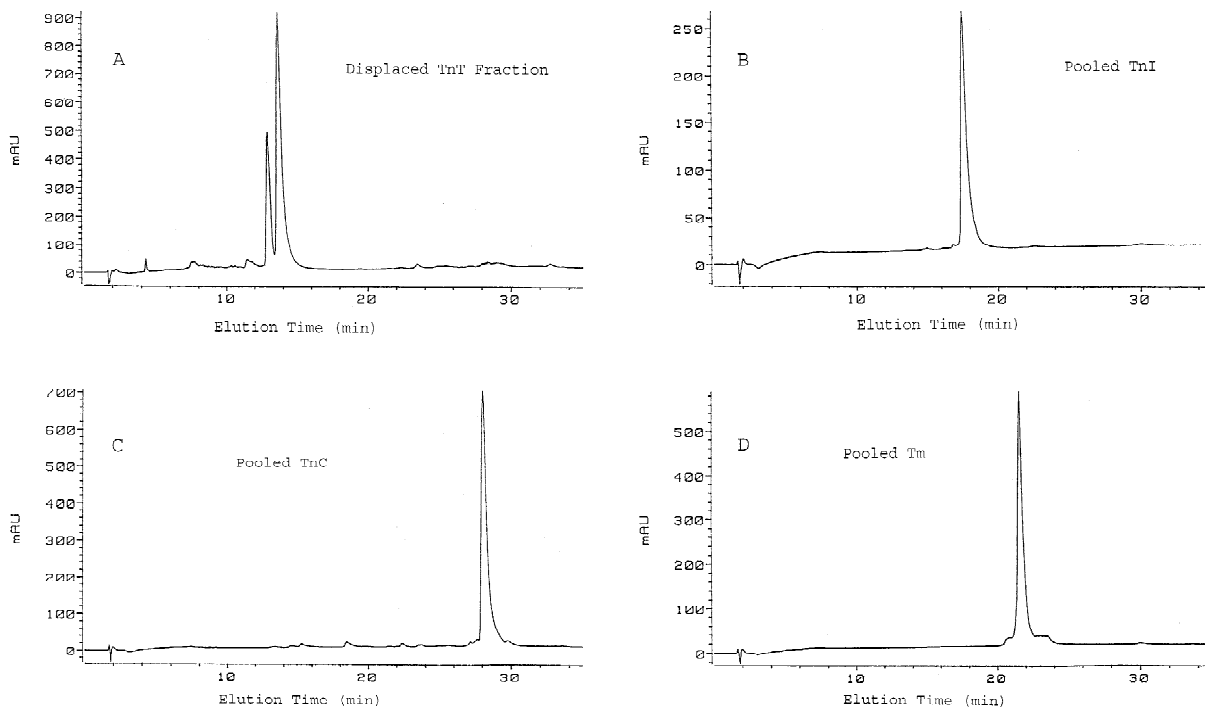 A
Displaced TnT Fraction
mAU
900
800
700
600
500
400
300
200
100
0
10
20
30
Elution Time (min)
B
Pooled TnI
mAU
250
200
150
100
50
0
10
20
30
Elution Time (min)
C
Pooled TnC
mAU
700
600
500
400
300
200
100
0
10
20
30
Elution Time (min)
D
Pooled Tm
mAU
500
400
300
200
100
0
10
20
30
Elution Time (min)